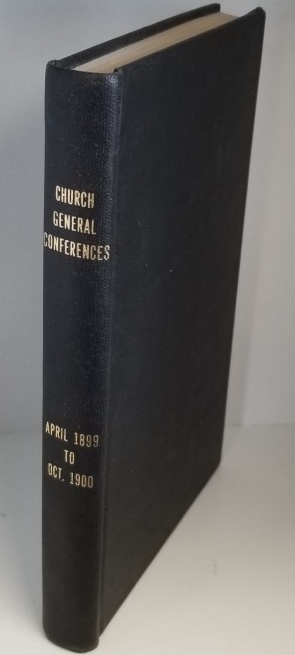 CHURCH
GENERAL
CONFERENCES
APRIL 1899
TO
OCT. 1900